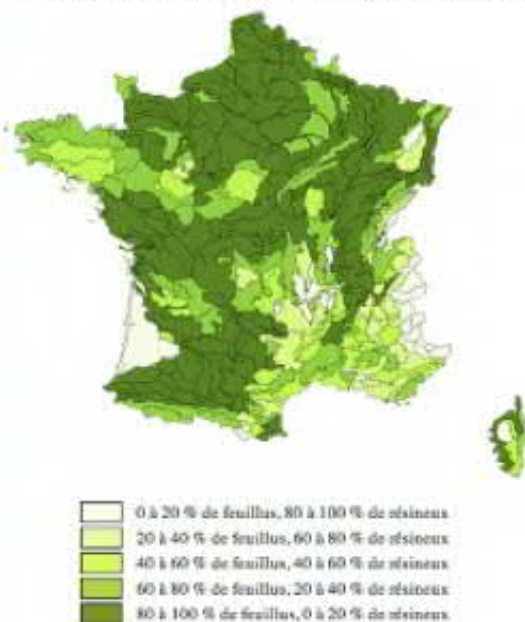 0 à 20 % de feuillus, 80 à 100 % de résineux
20 à 40 % de feuillus, 60 à 80 % de résineux
40 à 60 % de feuillus, 40 à 60 % de résineux
60 à 80 % de feuillus, 20 à 40 % de résineux
80 à 100 % de feuillus, 0 à 20 % de résineux